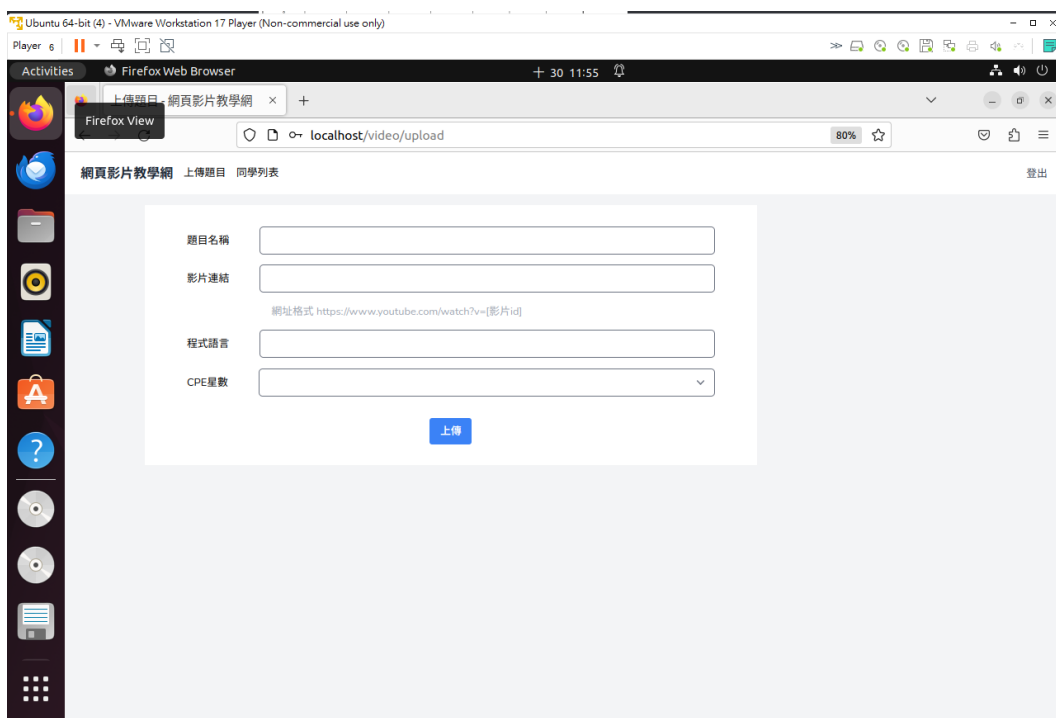 Ubuntu 64-bit (4) - VMware Workstation 17 Player (Non-commercial use only)
Player 6
Activities Firefox Web Browser 十 30 11:55
上傳題目 - 網頁影片教學網
Firefox View
localhost/video/upload 80%
網頁影片教學網 上傳題目 同學列表 登出
題目名稱
影片連結
網址格式 https://www.youtube.com/watch?v=[影片id]
程式語言
CPE星數
上傳